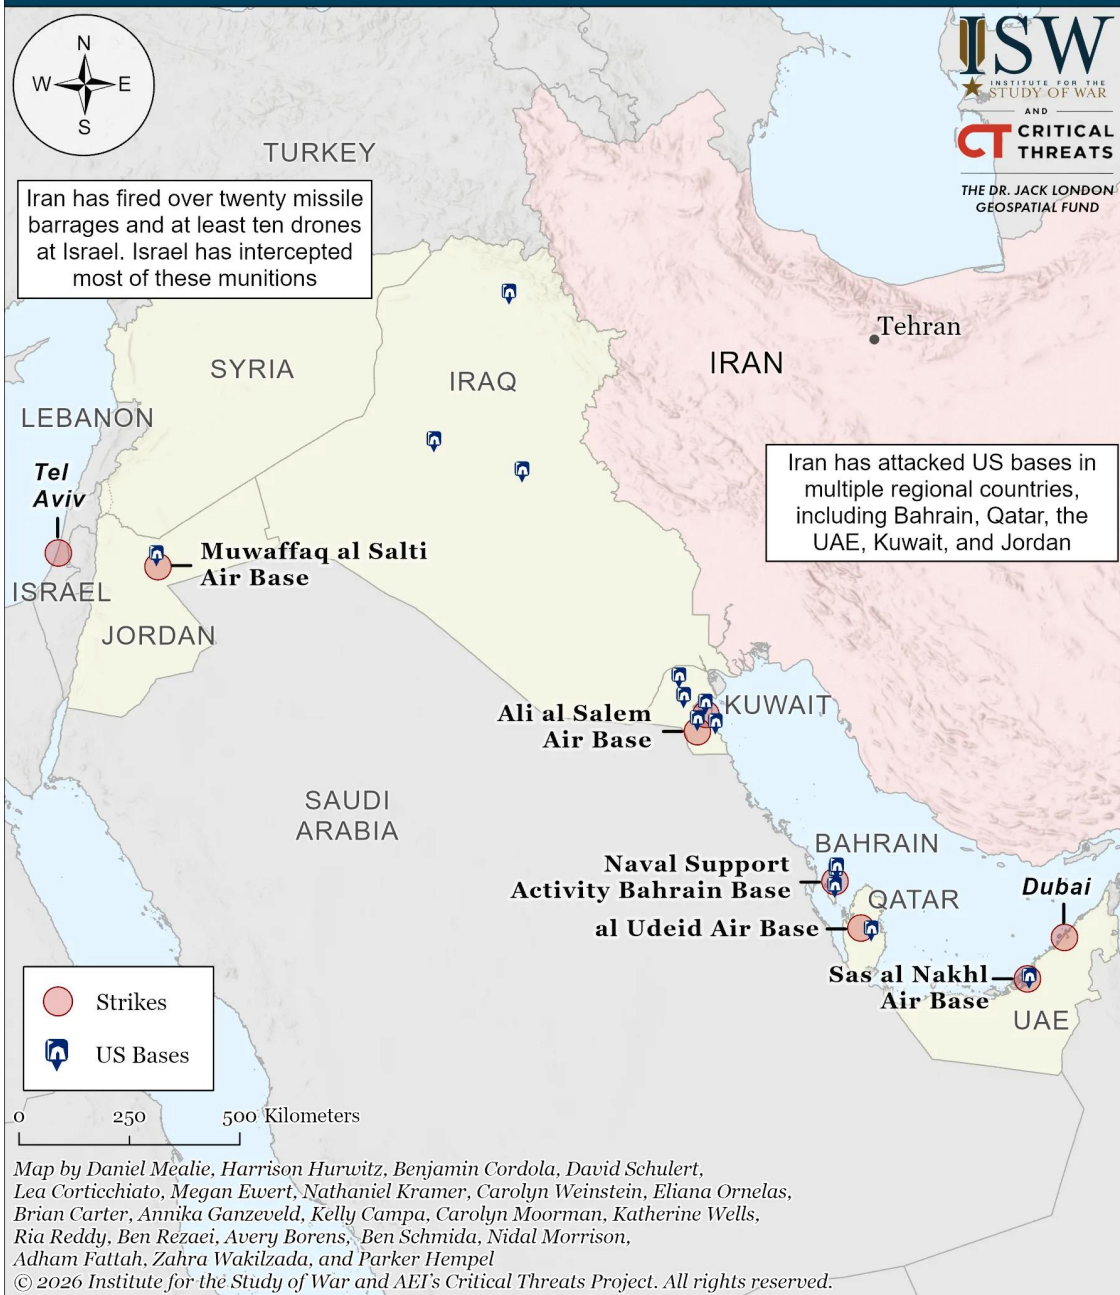 N
W
E
S
ISW
INSTITUTE FOR THE
STUDY OF WAR
AND
CT CRITICAL
THREATS
THE DR. JACK LONDON
GEOSPATIAL FUND
TURKEY
Iran has fired over twenty missile
barrages and at least ten drones
at Israel. Israel has intercepted
most of these munitions
Tehran
IRAN
SYRIA
IRAQ
LEBANON
Tel
Aviv
Iran has attacked US bases in
multiple regional countries,
including Bahrain, Qatar, the
UAE, Kuwait, and Jordan
Muwaffaq al Salti
Air Base
ISRAEL
JORDAN
KUWAIT
Ali al Salem
Air Base
SAUDI
ARABIA
BAHRAIN
Naval Support
Activity Bahrain Base
QATAR
Dubai
al Udeid Air Base
Sas al Nakhl
Air Base
UAE
Strikes
US Bases
0 250 500 Kilometers
Map by Daniel Mealie, Harrison Hurwitz, Benjamin Cordola, David Schulert,
Lea Corticchiato, Megan Ewert, Nathaniel Kramer, Carolyn Weinstein, Eliana Ornelas,
Brian Carter, Annika Ganzeveld, Kelly Campa, Carolyn Moorman, Katherine Wells,
Ria Reddy, Ben Rezaei, Avery Borens, Ben Schmida, Nidal Morrison,
Adham Fattah, Zahra Wakilzada, and Parker Hempel
© 2026 Institute for the Study of War and AEI's Critical Threats Project. All rights reserved.